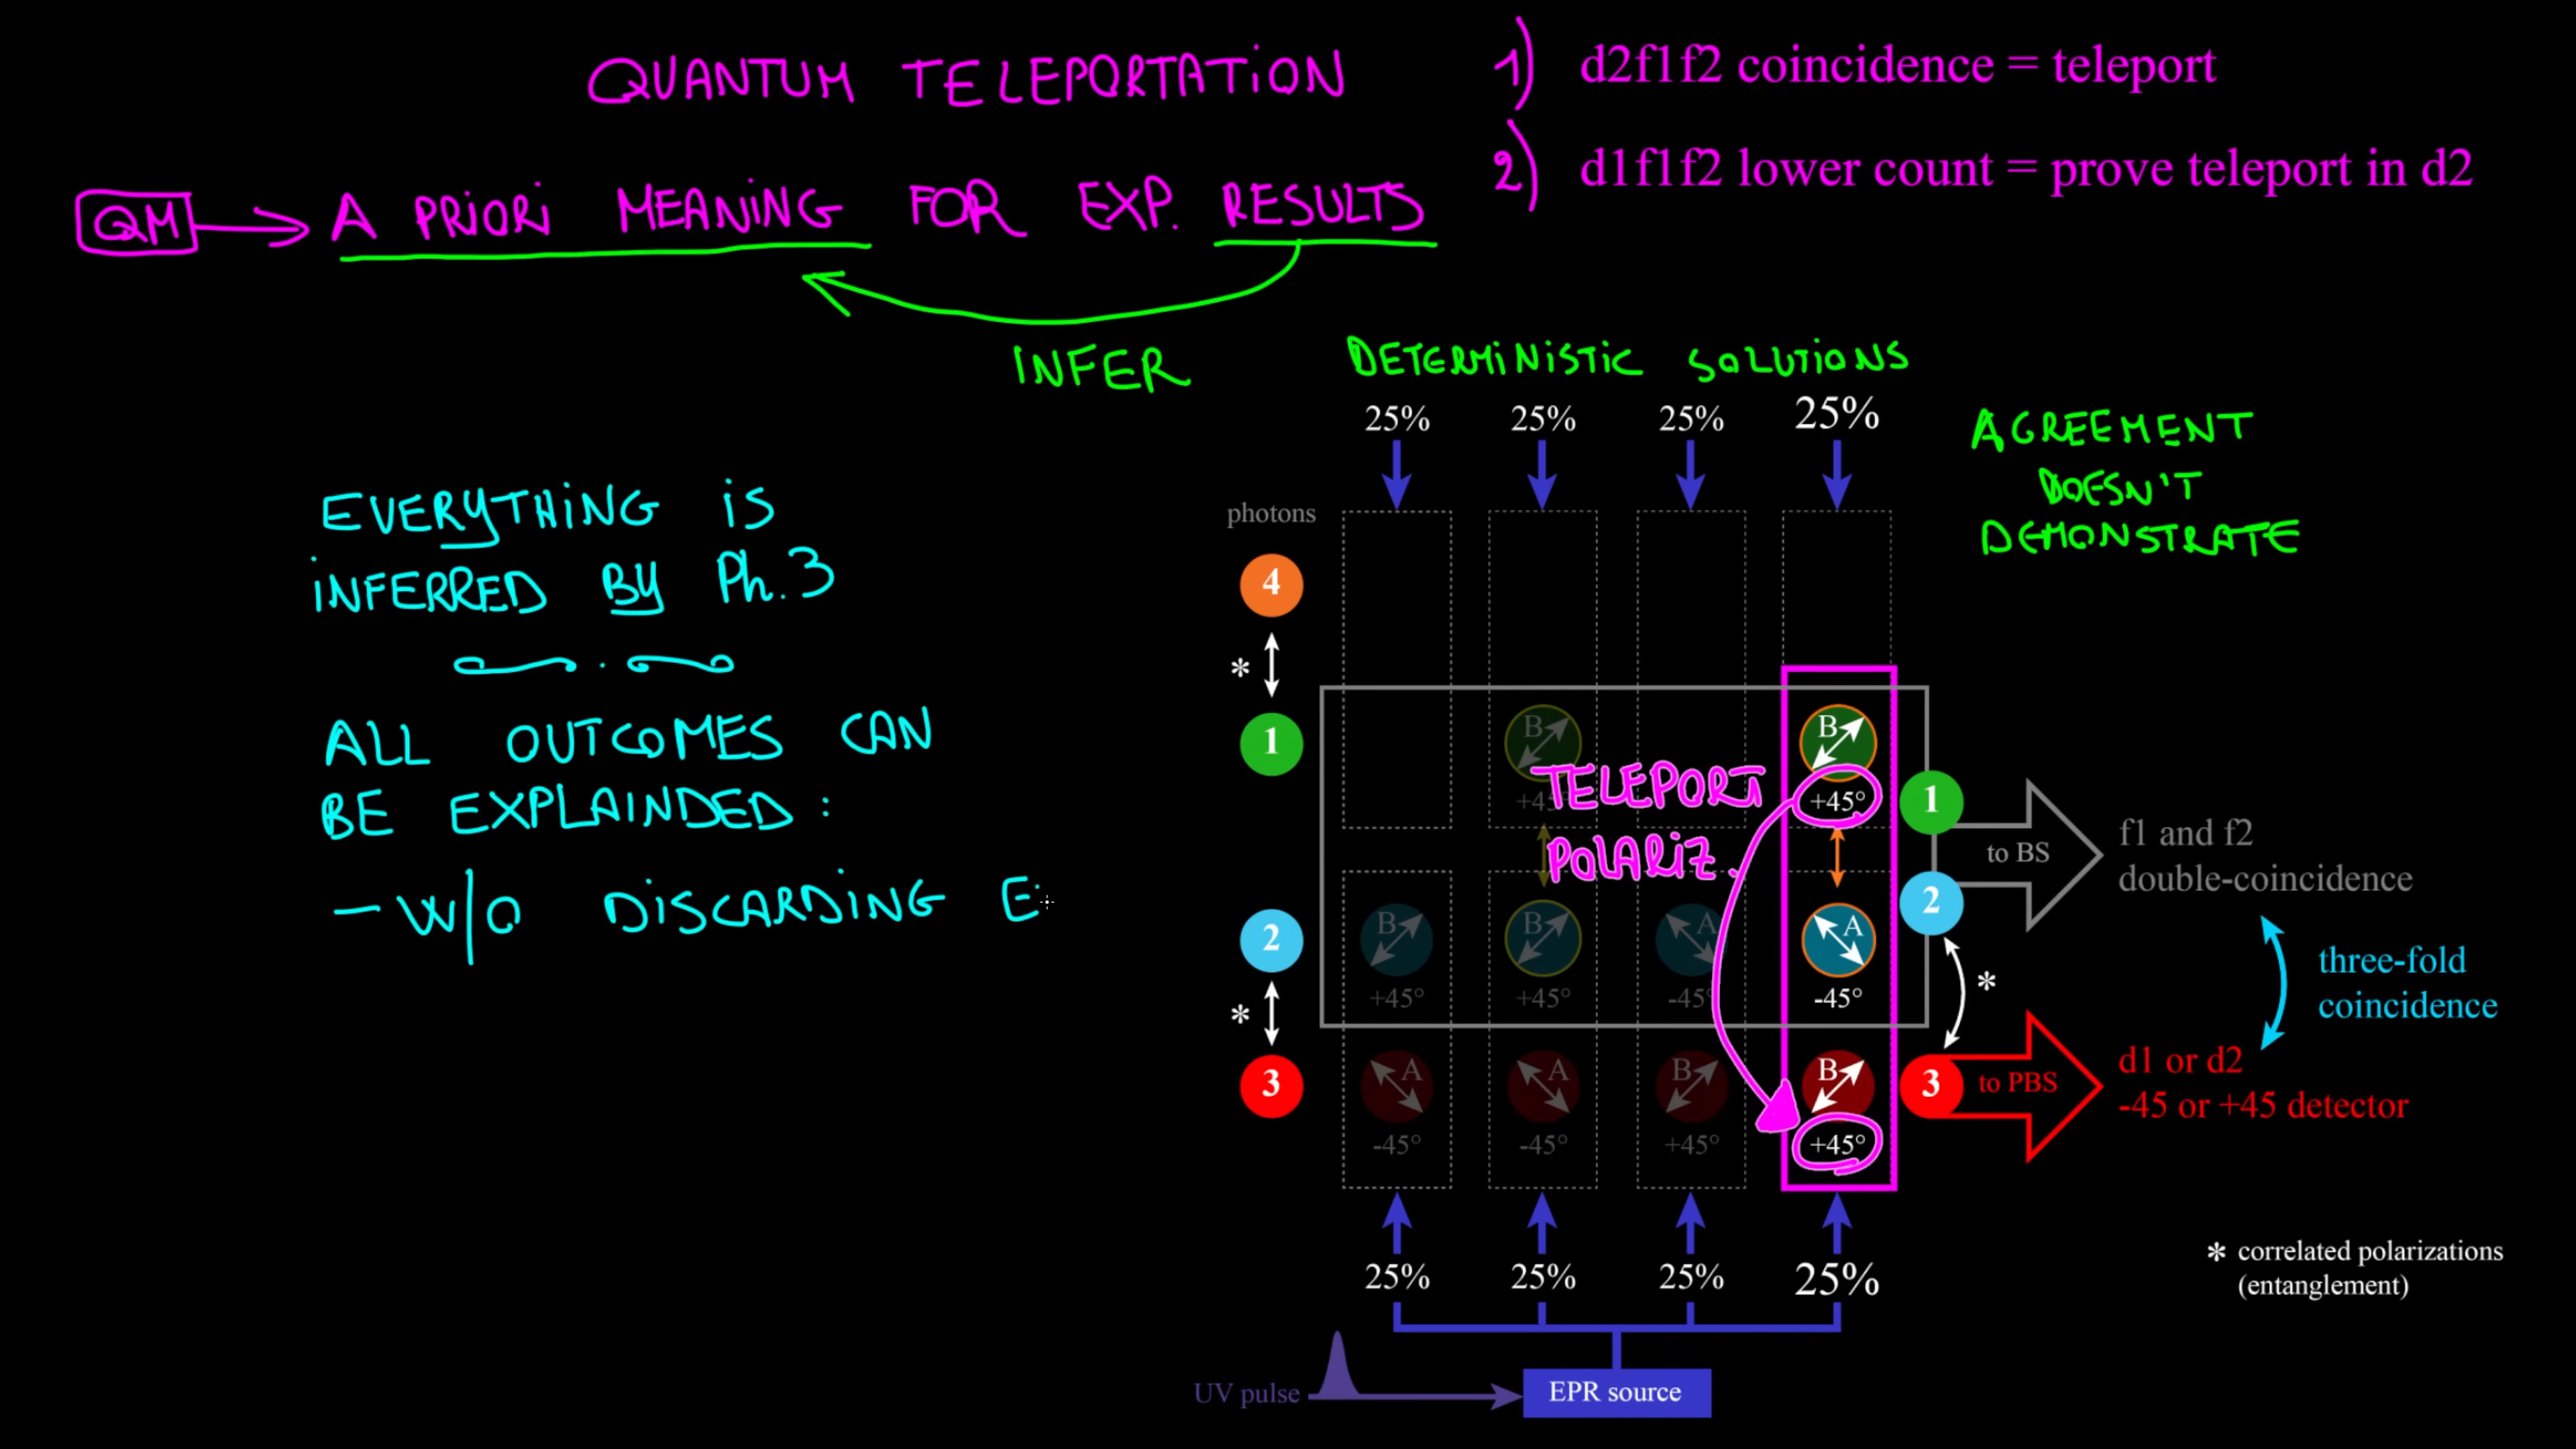 QUANTUM TELEPORTATION
1) d2f1f2 coincidence = teleport
2) d1f1f2 lower count = prove teleport in d2
QM A PRiORi MEANiNG FOR EXP. RESULTS
iNFER
DETERMiNiSTiC SOLUTiONS
AGREEMENT
DOESN'T
DEMONSTRATE
25% 25% 25% 25%
EVERYTHiNG iS
iNFERRED BY Ph.3
ALL OUTCOMES CAN
BE EXPLAINDED:
- W/O DiSCARDiNG E
photons
4
*
1
B B
+45° +45°
TELEPORT
POLARiZ.
1
to BS
f1 and f2
double-coincidence
2
2
B B A A
+45° +45° -45° -45°
*
*
three-fold
coincidence
3
A A B B
-45° -45° +45° +45°
3
to PBS
d1 or d2
-45 or +45 detector
25% 25% 25% 25%
* correlated polarizations
(entanglement)
UV pulse
EPR source